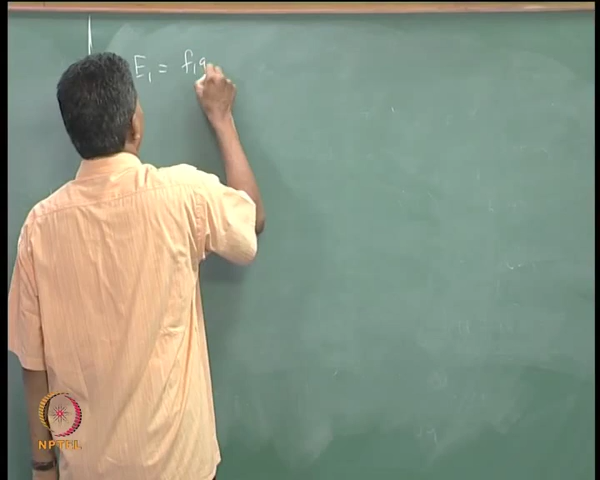 E₁ = f₁q
NPTEL